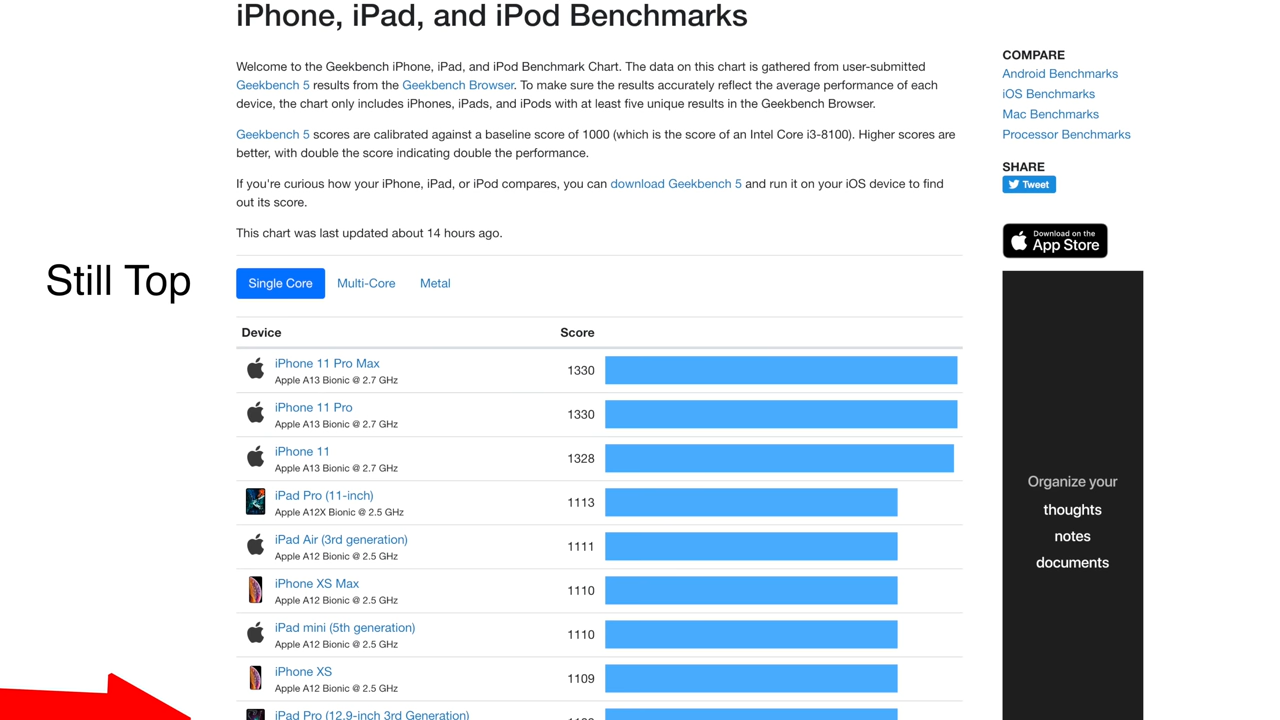 iPhone, iPad, and iPod Benchmarks
Welcome to the Geekbench iPhone, iPad, and iPod Benchmark Chart. The data on this chart is gathered from user-submitted
Geekbench 5 results from the Geekbench Browser. To make sure the results accurately reflect the average performance of each
device, the chart only includes iPhones, iPads, and iPods with at least five unique results in the Geekbench Browser.
Geekbench 5 scores are calibrated against a baseline score of 1000 (which is the score of an Intel Core i3-8100). Higher scores are
better, with double the score indicating double the performance.
If you're curious how your iPhone, iPad, or iPod compares, you can download Geekbench 5 and run it on your iOS device to find
out its score.
This chart was last updated about 14 hours ago.
Still Top
Single Core Multi-Core Metal
Device Score
iPhone 11 Pro Max
Apple A13 Bionic @ 2.7 GHz
1330
iPhone 11 Pro
Apple A13 Bionic @ 2.7 GHz
1330
iPhone 11
Apple A13 Bionic @ 2.7 GHz
1328
iPad Pro (11-inch)
Apple A12X Bionic @ 2.5 GHz
1113
iPad Air (3rd generation)
Apple A12 Bionic @ 2.5 GHz
1111
iPhone XS Max
Apple A12 Bionic @ 2.5 GHz
1110
iPad mini (5th generation)
Apple A12 Bionic @ 2.5 GHz
1110
iPhone XS
Apple A12 Bionic @ 2.5 GHz
1109
iPad Pro (12.9-inch 3rd Generation)
COMPARE
Android Benchmarks
iOS Benchmarks
Mac Benchmarks
Processor Benchmarks
SHARE
Tweet
Download on the
App Store
Organize your
thoughts
notes
documents